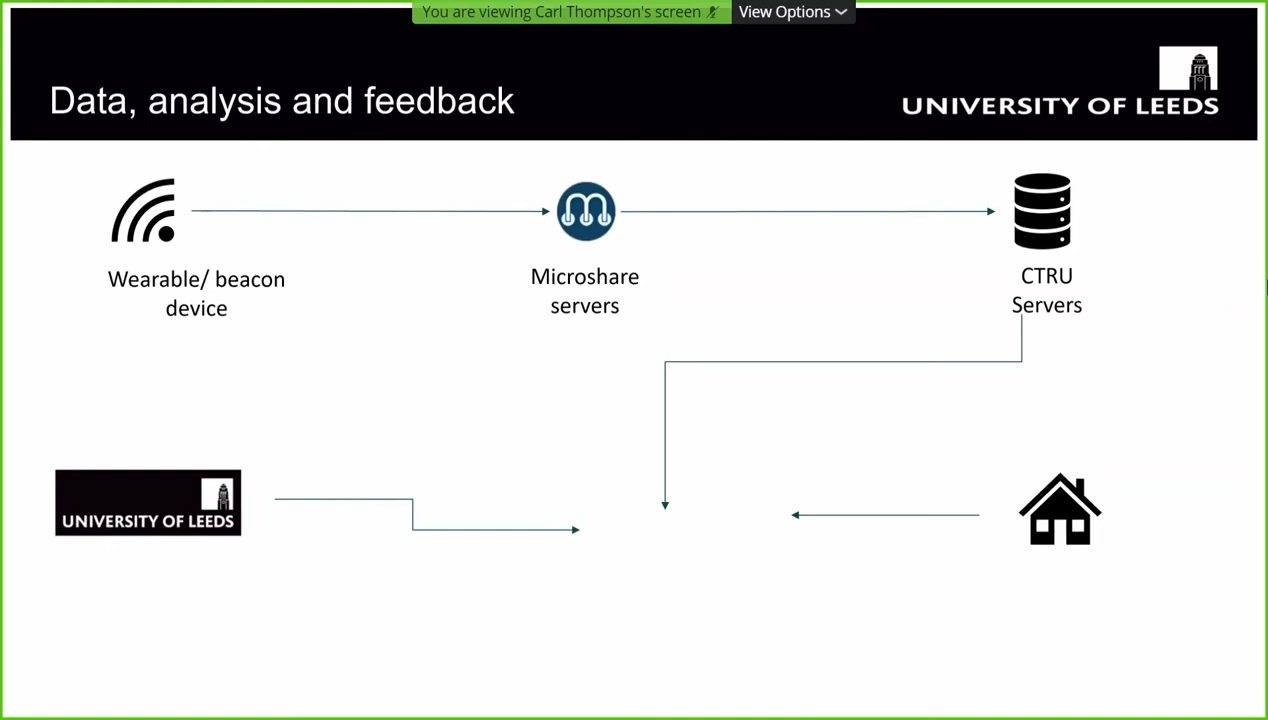 You are viewing Carl Thompson's screen View Options
Data, analysis and feedback
UNIVERSITY OF LEEDS
Wearable/ beacon
device
Microshare
servers
CTRU
Servers
UNIVERSITY OF LEEDS